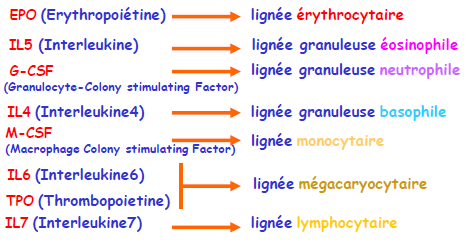 EPO (Erythropoiétine) lignée érythrocytaire
IL5 (Interleukine) lignée granuleuse éosinophile
G-CSF lignée granuleuse neutrophile
(Granulocyte-Colony stimulating Factor)
IL4 (Interleukine4) lignée granuleuse basophile
M-CSF lignée monocytaire
(Macrophage Colony stimulating Factor)
IL6 (Interleukine6)
lignée mégacaryocytaire
TPO (Thrombopoietine)
IL7 (Interleukine7) lignée lymphocytaire